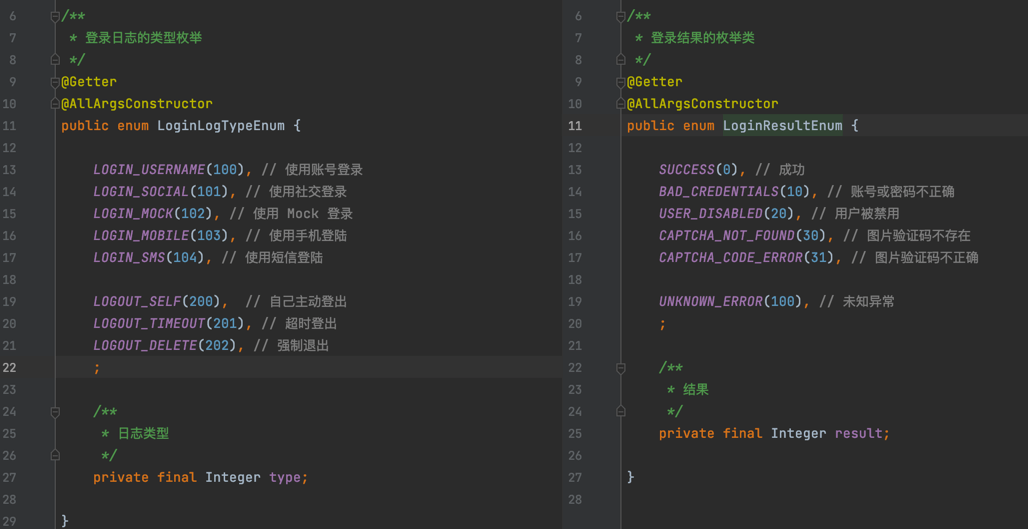 6 /**
7  * 登录日志的类型枚举
8  */
9 @Getter
10 @AllArgsConstructor
11 public enum LoginLogTypeEnum {
12
13     LOGIN_USERNAME(100), // 使用账号登录
14     LOGIN_SOCIAL(101), // 使用社交登录
15     LOGIN_MOCK(102), // 使用 Mock 登录
16     LOGIN_MOBILE(103), // 使用手机登陆
17     LOGIN_SMS(104), // 使用短信登陆
18
19     LOGOUT_SELF(200),  // 自己主动登出
20     LOGOUT_TIMEOUT(201), // 超时登出
21     LOGOUT_DELETE(202), // 强制退出
22     ;
23
24     /**
25      * 日志类型
26      */
27     private final Integer type;
28
29 }
6 /**
7  * 登录结果的枚举类
8  */
9 @Getter
10 @AllArgsConstructor
11 public enum LoginResultEnum {
12
13     SUCCESS(0), // 成功
14     BAD_CREDENTIALS(10), // 账号或密码不正确
15     USER_DISABLED(20), // 用户被禁用
16     CAPTCHA_NOT_FOUND(30), // 图片验证码不存在
17     CAPTCHA_CODE_ERROR(31), // 图片验证码不正确
18
19     UNKNOWN_ERROR(100), // 未知异常
20     ;
21
22     /**
23      * 结果
24      */
25     private final Integer result;
26
27 }
28